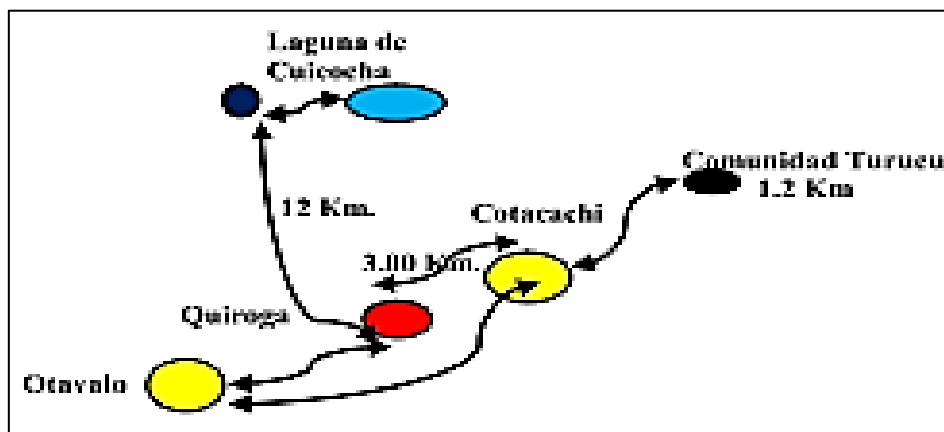 Laguna de
Cuicocha
Comunidad Turucu
1.2 Km
12 Km.
Cotacachi
3.00 Km.
Quiroga
Otavalo